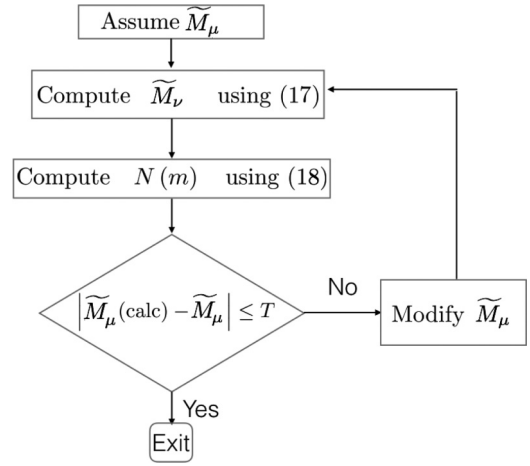 Assume $\widetilde{M}_{\mu}$
Compute $\widetilde{M}_{\nu}$ using (17)
Compute $N(m)$ using (18)
$\left|\widetilde{M}_{\mu}(\text{calc}) - \widetilde{M}_{\mu}\right| \leq T$
No
Modify $\widetilde{M}_{\mu}$
Yes
Exit